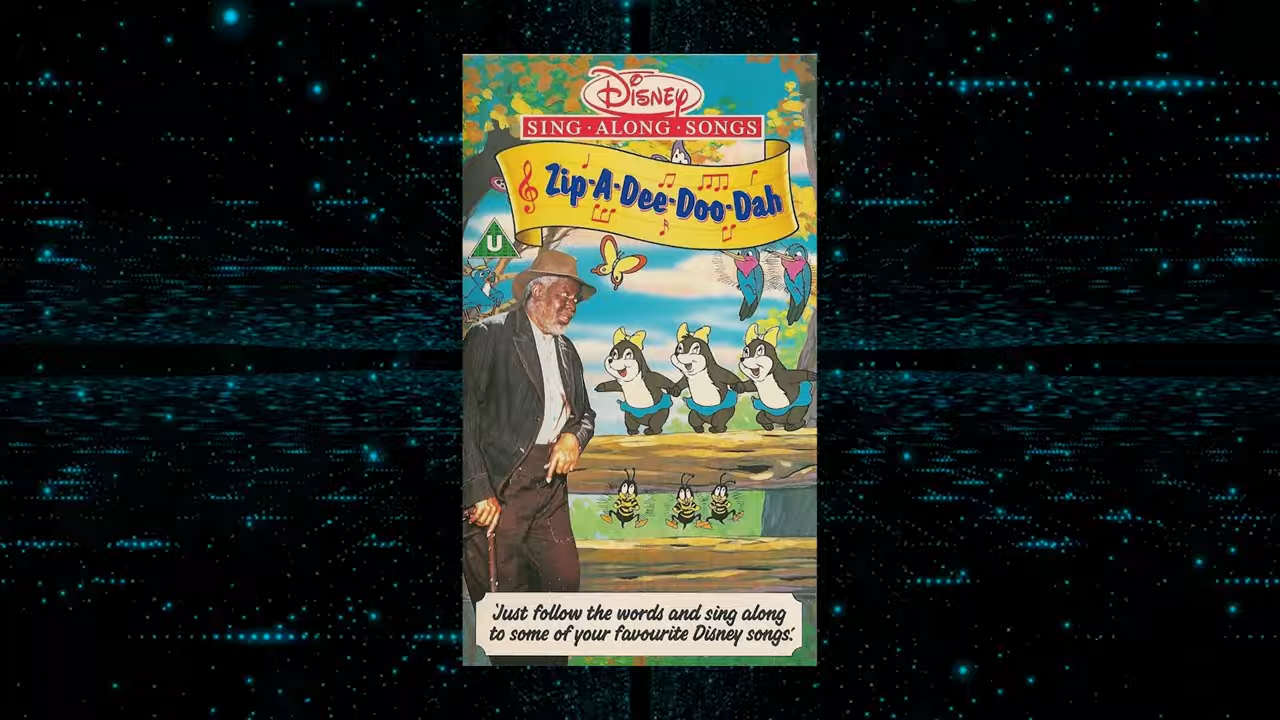 Disney
SING · ALONG · SONGS
Zip-A-Dee-Doo-Dah
U
'Just follow the words and sing along
to some of your favourite Disney songs.'